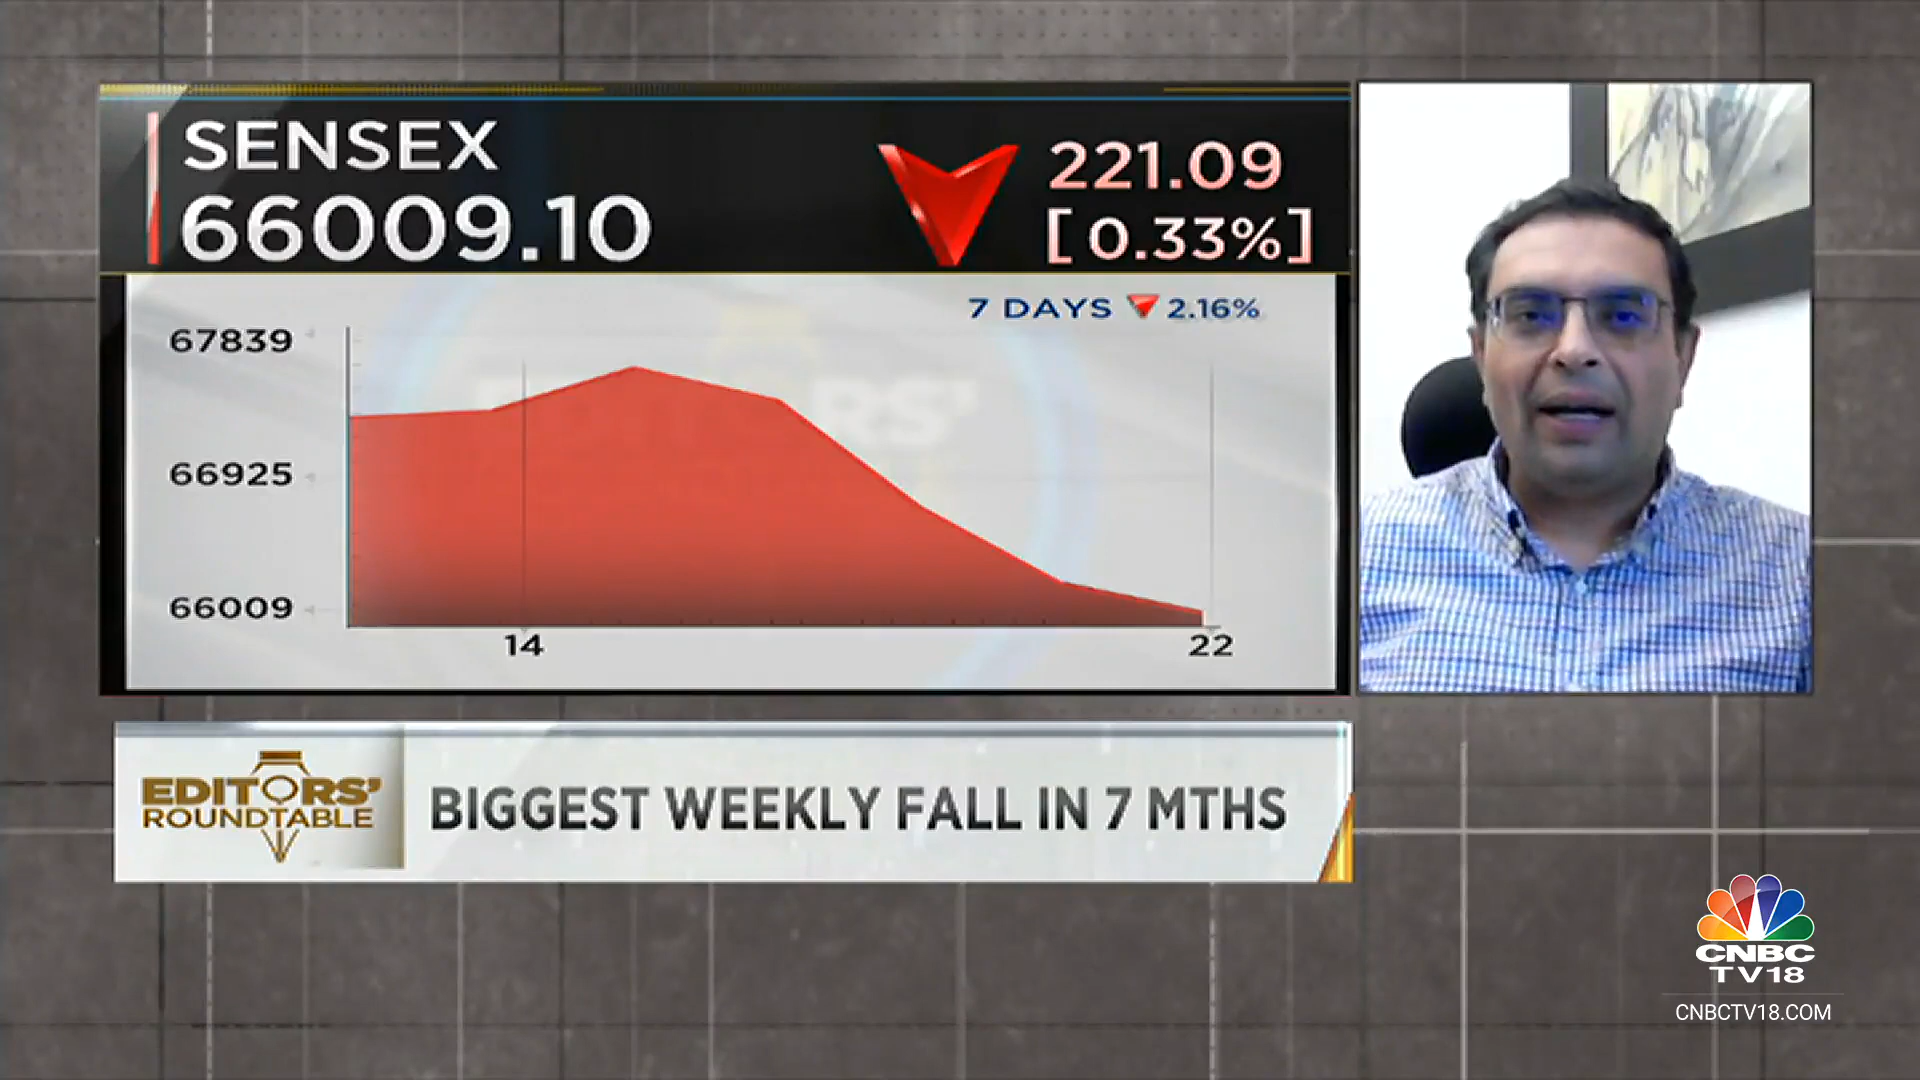 SENSEX
66009.10
221.09
[0.33%]
7 DAYS 2.16%
67839
66925
66009
14
22
EDITORS'
ROUNDTABLE
BIGGEST WEEKLY FALL IN 7 MTHS
CNBC
TV18
CNBCTV18.COM